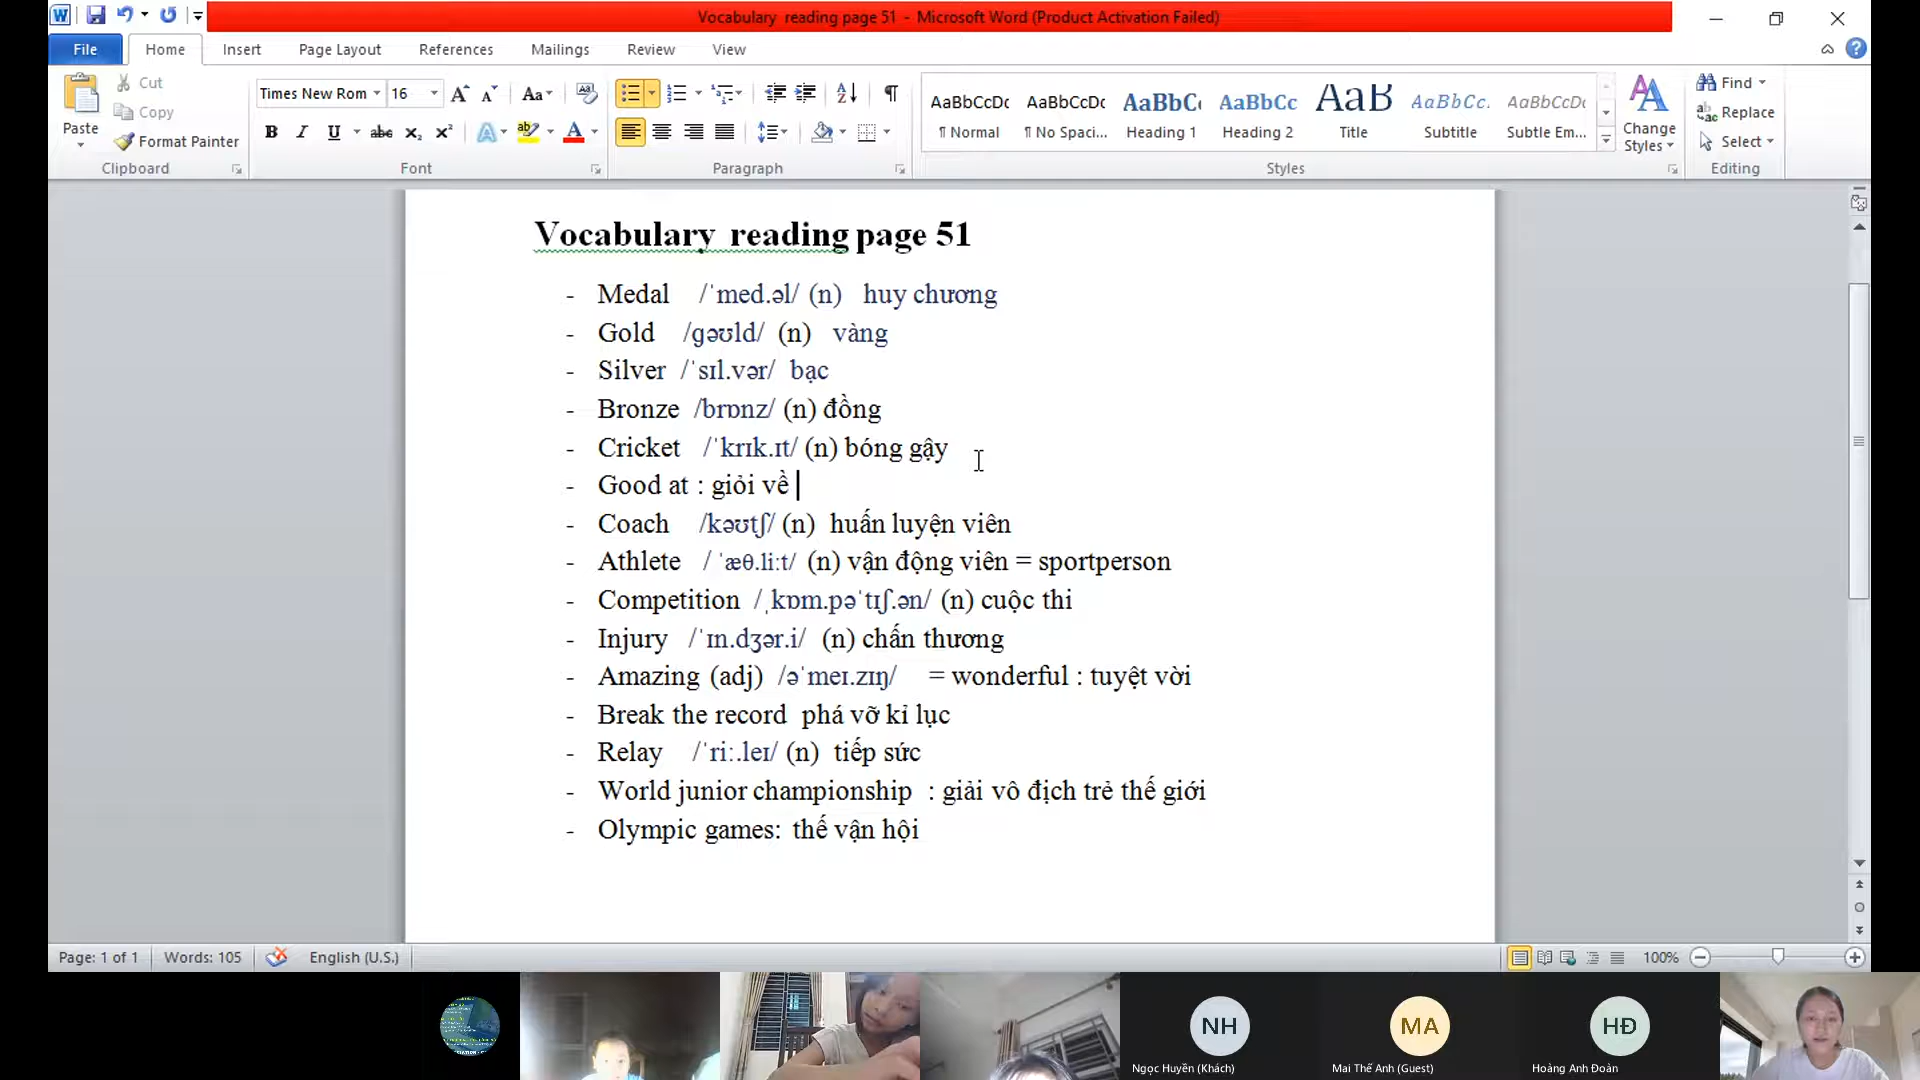 Vocabulary reading page 51 - Microsoft Word (Product Activation Failed)
File Home Insert Page Layout References Mailings Review View
Paste Cut Copy Format Painter
Clipboard
Times New Rom 16
Font
Paragraph
AaBbCcDc AaBbCcDc AaBbC AaBbCc AaB AaBbCc. AaBbCcDc
¶ Normal ¶ No Spaci... Heading 1 Heading 2 Title Subtitle Subtle Em...
Change Styles
Styles
Find
Replace
Select
Editing
Vocabulary reading page 51
- Medal /ˈmed.əl/ (n) huy chương
- Gold /ɡəʊld/ (n) vàng
- Silver /ˈsɪl.vər/ bạc
- Bronze /brɒnz/ (n) đồng
- Cricket /ˈkrɪk.ɪt/ (n) bóng gậy
- Good at : giỏi về
- Coach /kəʊtʃ/ (n) huấn luyện viên
- Athlete / ˈæθ.liːt/ (n) vận động viên = sportperson
- Competition /ˌkɒm.pəˈtɪʃ.ən/ (n) cuộc thi
- Injury /ˈɪn.dʒər.i/ (n) chấn thương
- Amazing (adj) /əˈmeɪ.zɪŋ/ = wonderful : tuyệt vời
- Break the record phá vỡ kỉ lục
- Relay /ˈriː.leɪ/ (n) tiếp sức
- World junior championship : giải vô địch trẻ thế giới
- Olympic games: thế vận hội
Page: 1 of 1 Words: 105 English (U.S.) 100%
NH MA HĐ
Ngọc Huyền (Khách) Mai Thế Anh (Guest) Hoàng Anh Đoàn